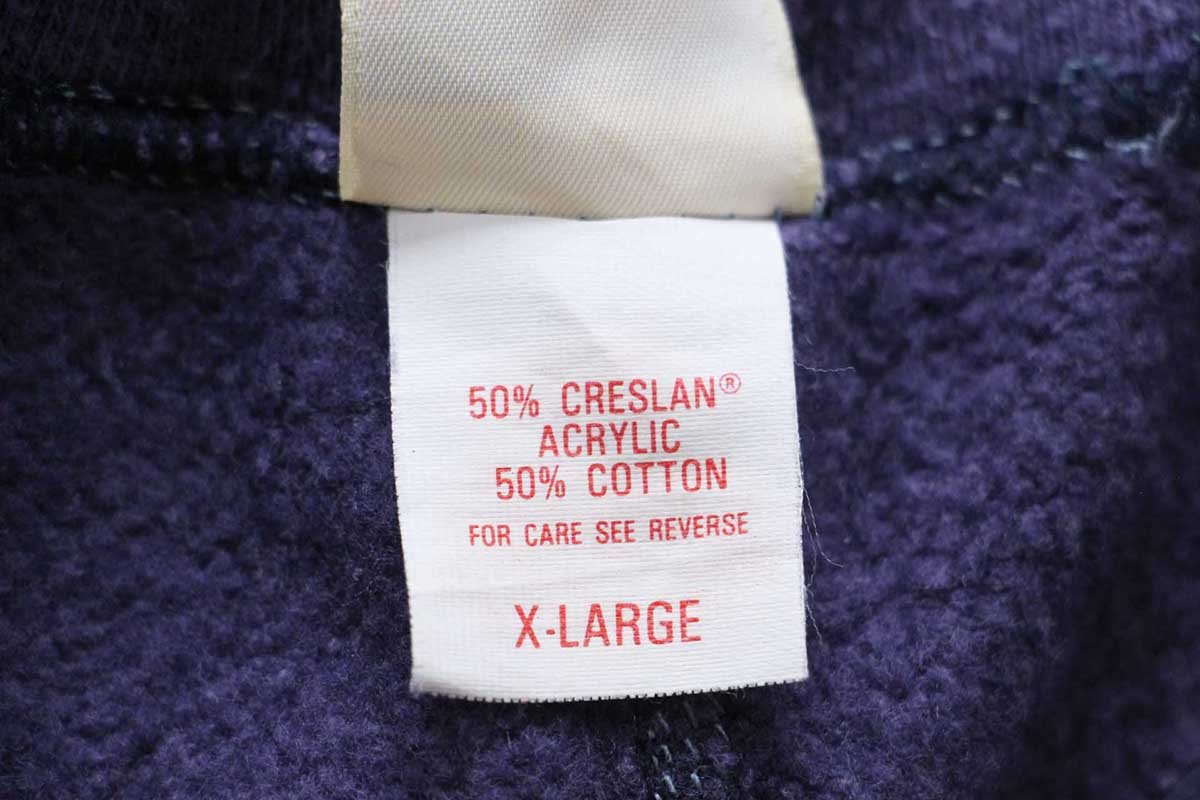 50% CRESLAN®
ACRYLIC
50% COTTON
FOR CARE SEE REVERSE
X-LARGE